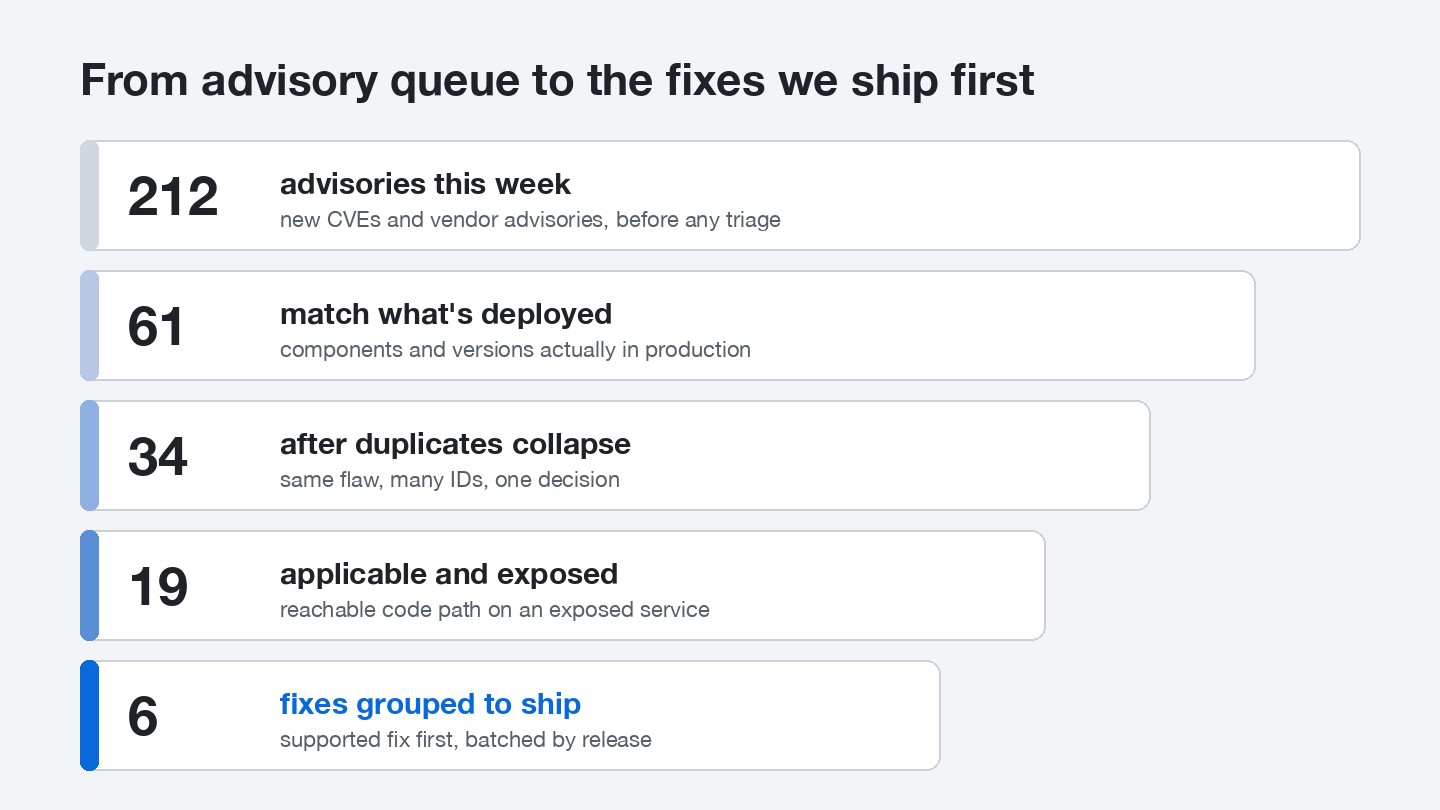 From advisory queue to the fixes we ship first
212
advisories this week
new CVEs and vendor advisories, before any triage
61
match what's deployed
components and versions actually in production
34
after duplicates collapse
same flaw, many IDs, one decision
19
applicable and exposed
reachable code path on an exposed service
6
fixes grouped to ship
supported fix first, batched by release